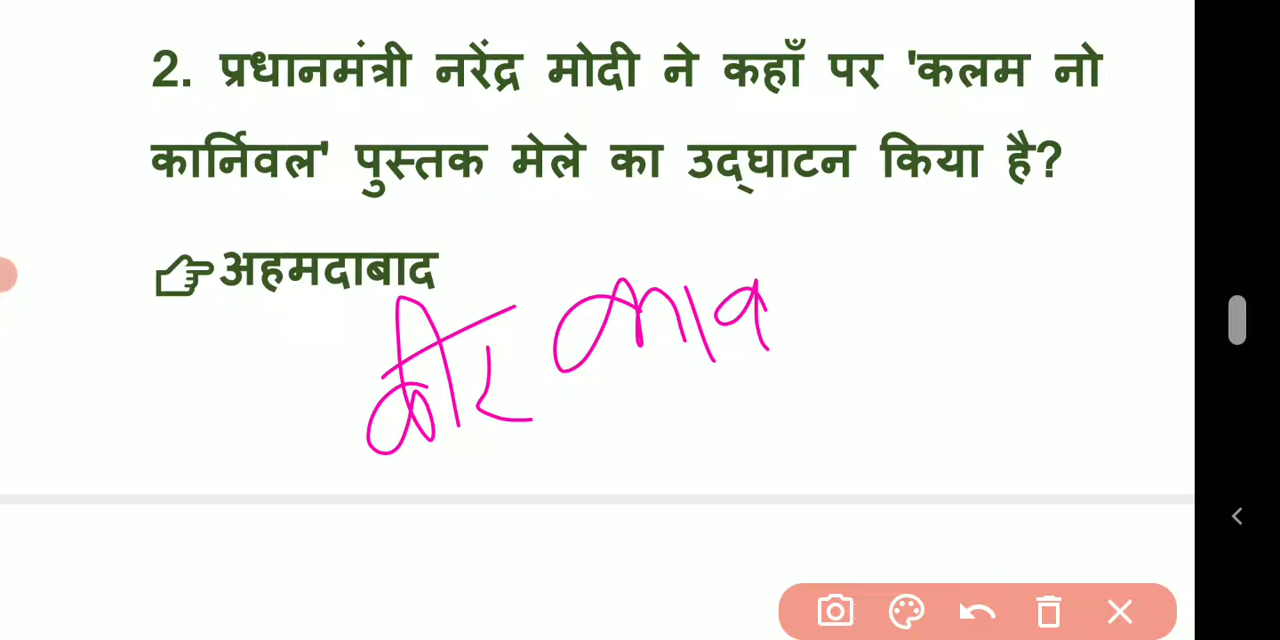 2. प्रधानमंत्री नरेंद्र मोदी ने कहाँ पर 'कलम नो
कार्निवल' पुस्तक मेले का उद्घाटन किया है?
अहमदाबाद